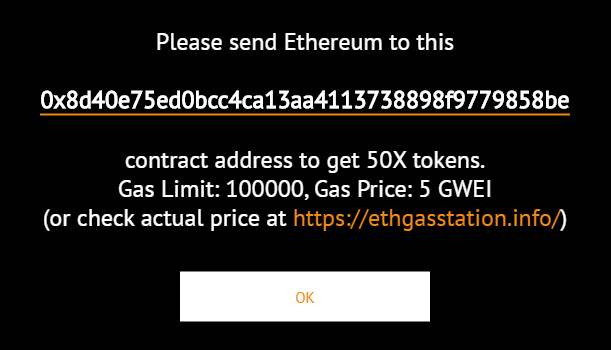 Please send Ethereum to this
0x8d40e75ed0bcc4ca13aa4113738898f9779858be
contract address to get 50X tokens.
Gas Limit: 100000, Gas Price: 5 GWEI
(or check actual price at https://ethgasstation.info/)
OK